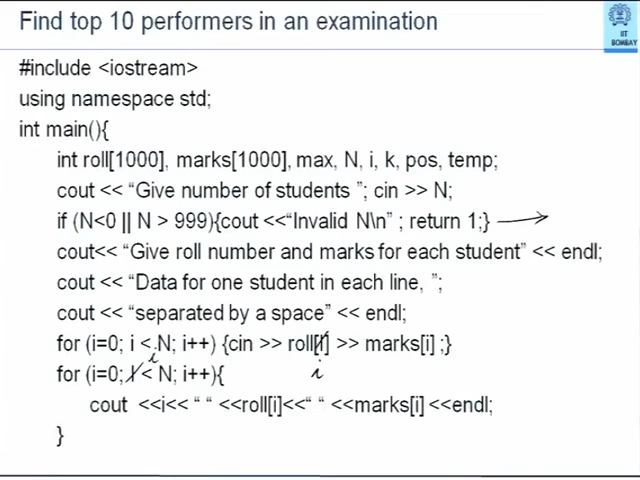 Find top 10 performers in an examination
IIT
BOMBAY
#include <iostream>
using namespace std;
int main(){
int roll[1000], marks[1000], max, N, i, k, pos, temp;
cout << “Give number of students ”; cin >> N;
if (N<0 || N > 999){cout <<“Invalid N\n” ; return 1;}
cout<< “Give roll number and marks for each student” << endl;
cout << “Data for one student in each line, ”;
cout << “separated by a space” << endl;
for (i=0; i < N; i++) {cin >> roll[1] >> marks[i] ;}
i
for (i=0; < N; i++){
i
cout <<i<< “ “ <<roll[i]<<“ “ <<marks[i] <<endl;
}